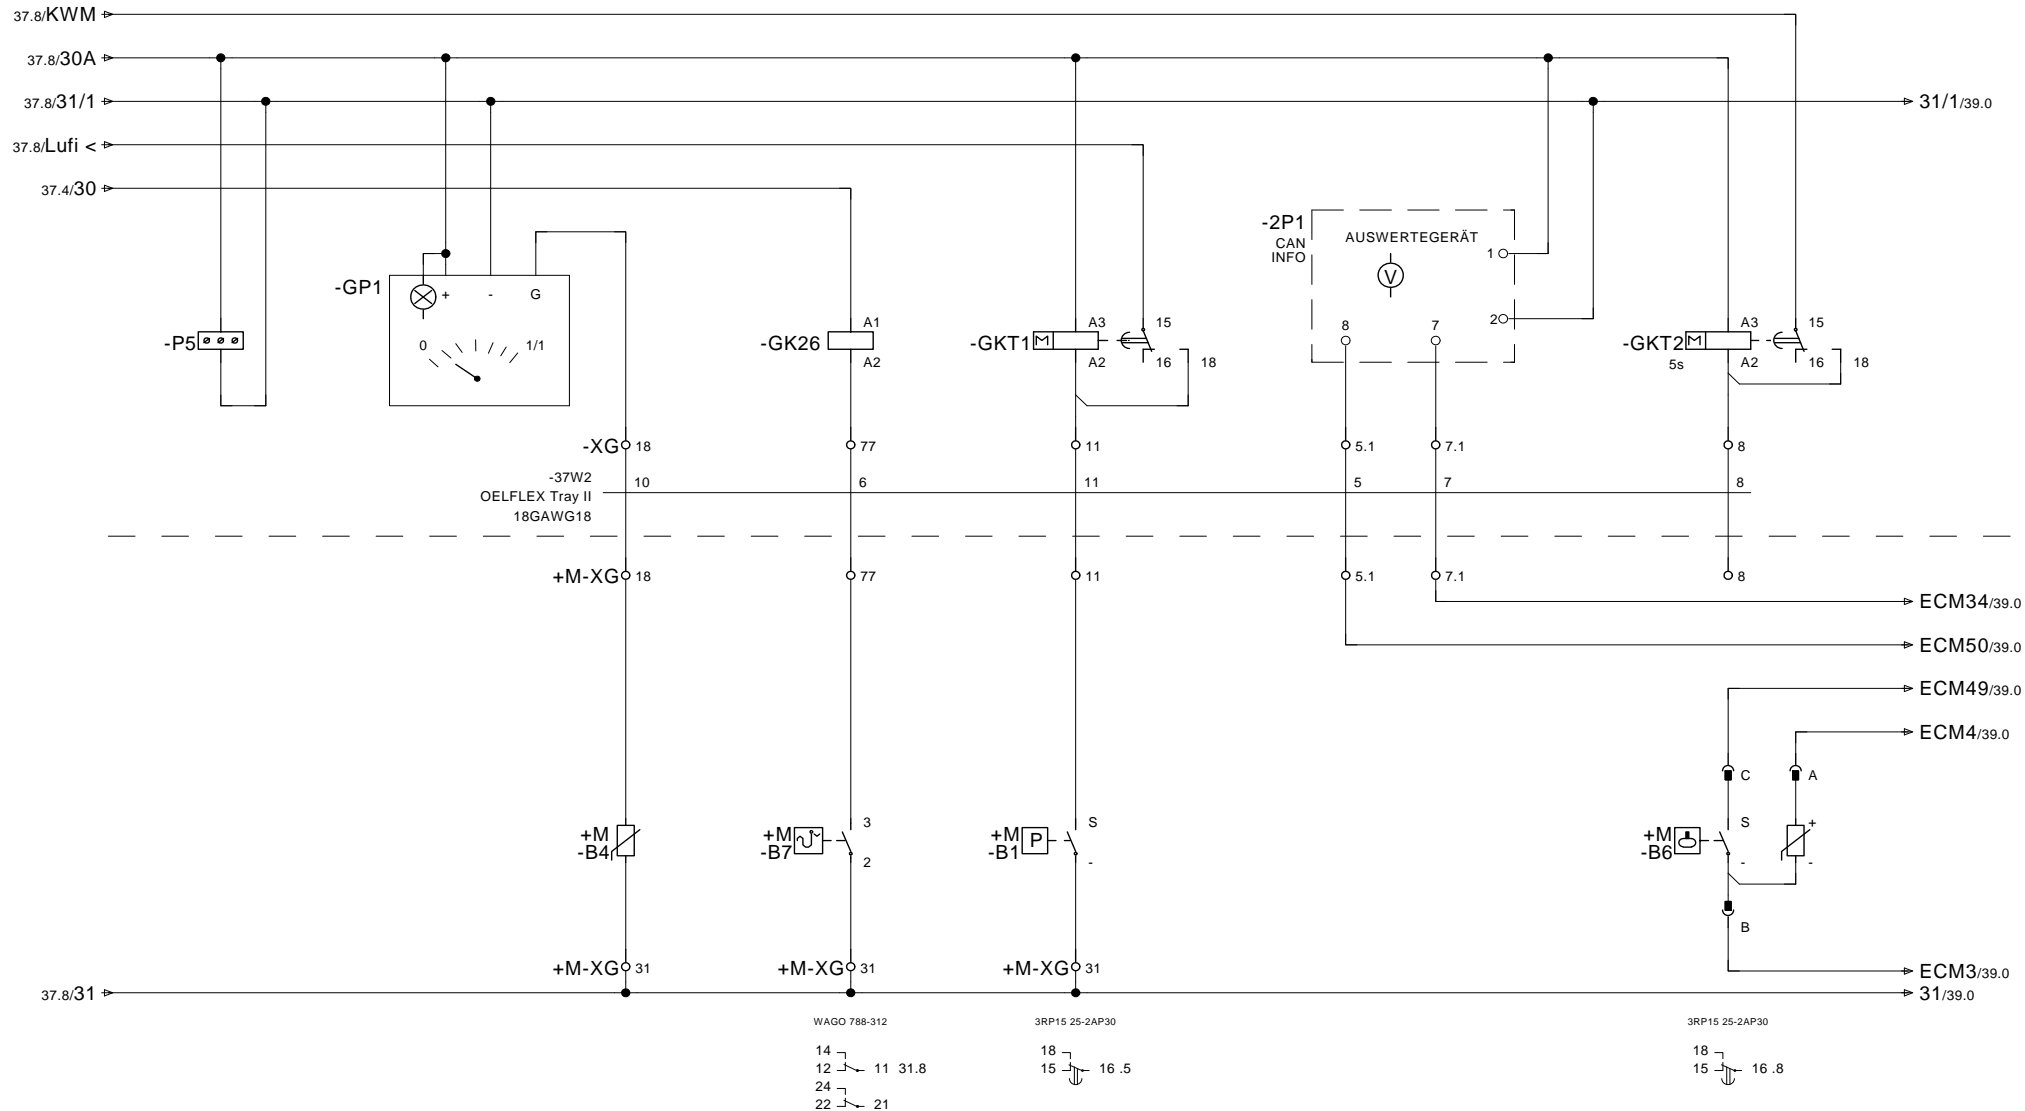 37.8/KWM
37.8/30A
37.8/31/1
31/1/39.0
37.8/Lufi <
37.4/30
-2P1
CAN
INFO
AUSWERTEGERÄT
V
1
2
8
7
-GP1
+
-
G
0
1/1
-P5
-GK26
A1
A2
-GKT1
M
A3
A2
15
16
18
-GKT2
5s
M
A3
A2
15
16
18
-XG
18
77
11
5.1
7.1
8
-37W2
OELFLEX Tray II
18GAWG18
10
6
11
5
7
8
+M-XG
18
77
11
5.1
7.1
8
ECM34/39.0
ECM50/39.0
ECM49/39.0
ECM4/39.0
C
A
+M
-B4
+M
-B7
3
2
+M
-B1
P
S
-
+M
-B6
S
-
+
-
B
+M-XG
31
+M-XG
31
+M-XG
31
ECM3/39.0
37.8/31
31/39.0
WAGO 788-312
3RP15 25-2AP30
3RP15 25-2AP30
14
12
11 31.8
24
22
21
18
15
16 .5
18
15
16 .8